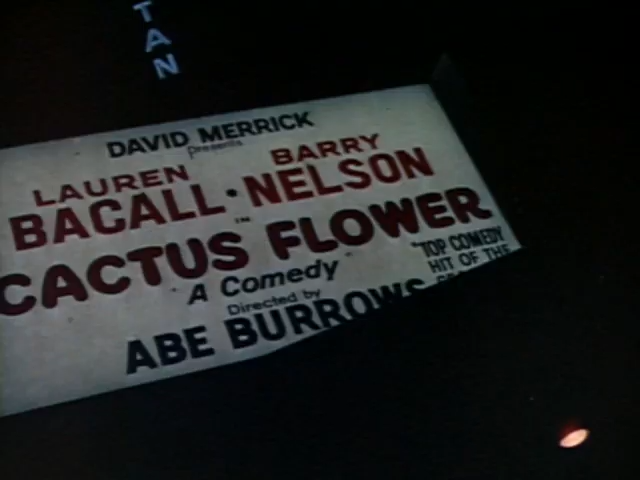 TAN
DAVID MERRICK
presents
LAUREN BARRY
BACALL · NELSON
IN
CACTUS FLOWER
A Comedy
"TOP COMEDY
HIT OF THE
Directed by
ABE BURROWS